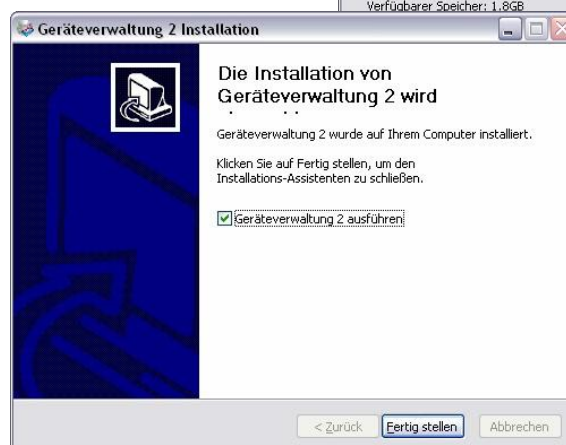 Verfügbarer Speicher: 1.8GB
Geräteverwaltung 2 Installation
Die Installation von
Geräteverwaltung 2 wird
Geräteverwaltung 2 wurde auf Ihrem Computer installiert.
Klicken Sie auf Fertig stellen, um den
Installations-Assistenten zu schließen.
Geräteverwaltung 2 ausführen
< Zurück
Fertig stellen
Abbrechen